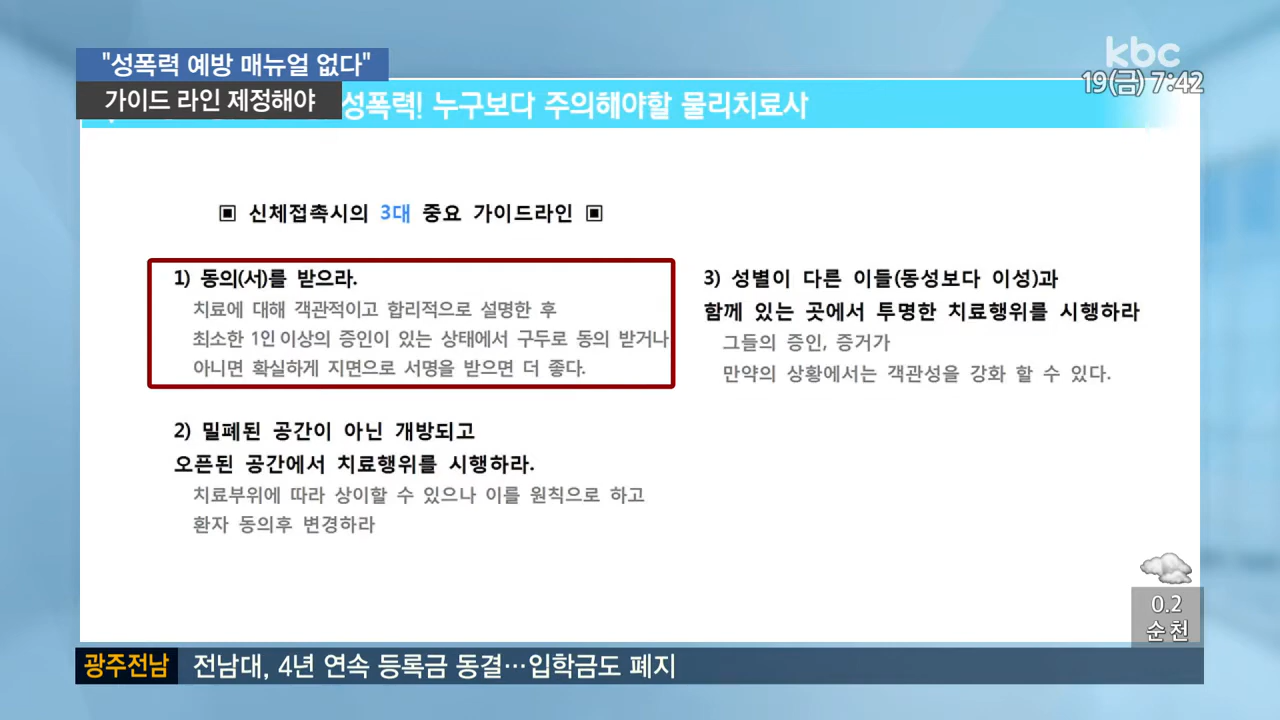 "성폭력 예방 매뉴얼 없다"
kbc
19(금) 7:42
가이드 라인 제정해야
성폭력! 누구보다 주의해야할 물리치료사
▣ 신체접촉시의 3대 중요 가이드라인 ▣
1) 동의(서)를 받으라.
치료에 대해 객관적이고 합리적으로 설명한 후
최소한 1인 이상의 증인이 있는 상태에서 구두로 동의 받거나
아니면 확실하게 지면으로 서명을 받으면 더 좋다.
2) 밀폐된 공간이 아닌 개방되고
오픈된 공간에서 치료행위를 시행하라.
치료부위에 따라 상이할 수 있으나 이를 원칙으로 하고
환자 동의후 변경하라
3) 성별이 다른 이들(동성보다 이성)과
함께 있는 곳에서 투명한 치료행위를 시행하라
그들의 증인, 증거가
만약의 상황에서는 객관성을 강화 할 수 있다.
0.2
순천
광주전남 전남대, 4년 연속 등록금 동결…입학금도 폐지